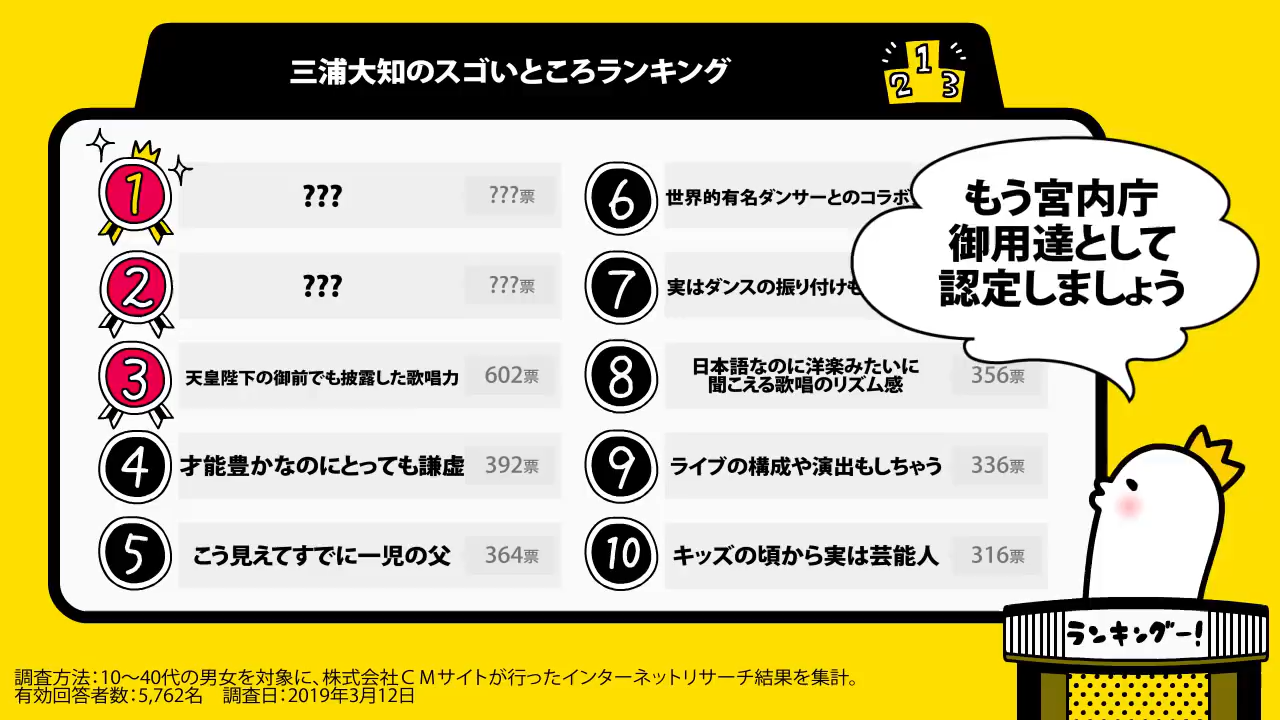 三浦大知のスゴいところランキング
1
2
3
1
???
???票
2
???
???票
3
天皇陛下の御前でも披露した歌唱力
602票
4
才能豊かなのにとっても謙虚
392票
5
こう見えてすでに一児の父
364票
6
世界的有名ダンサーとのコラボ
7
実はダンスの振り付けも
8
日本語なのに洋楽みたいに
聞こえる歌唱のリズム感
356票
9
ライブの構成や演出もしちゃう
336票
10
キッズの頃から実は芸能人
316票
もう宮内庁
御用達として
認定しましょう
ランキングー!
調査方法:10〜40代の男女を対象に、株式会社ＣＭサイトが行ったインターネットリサーチ結果を集計。
有効回答者数:5,762名　調査日:2019年3月12日